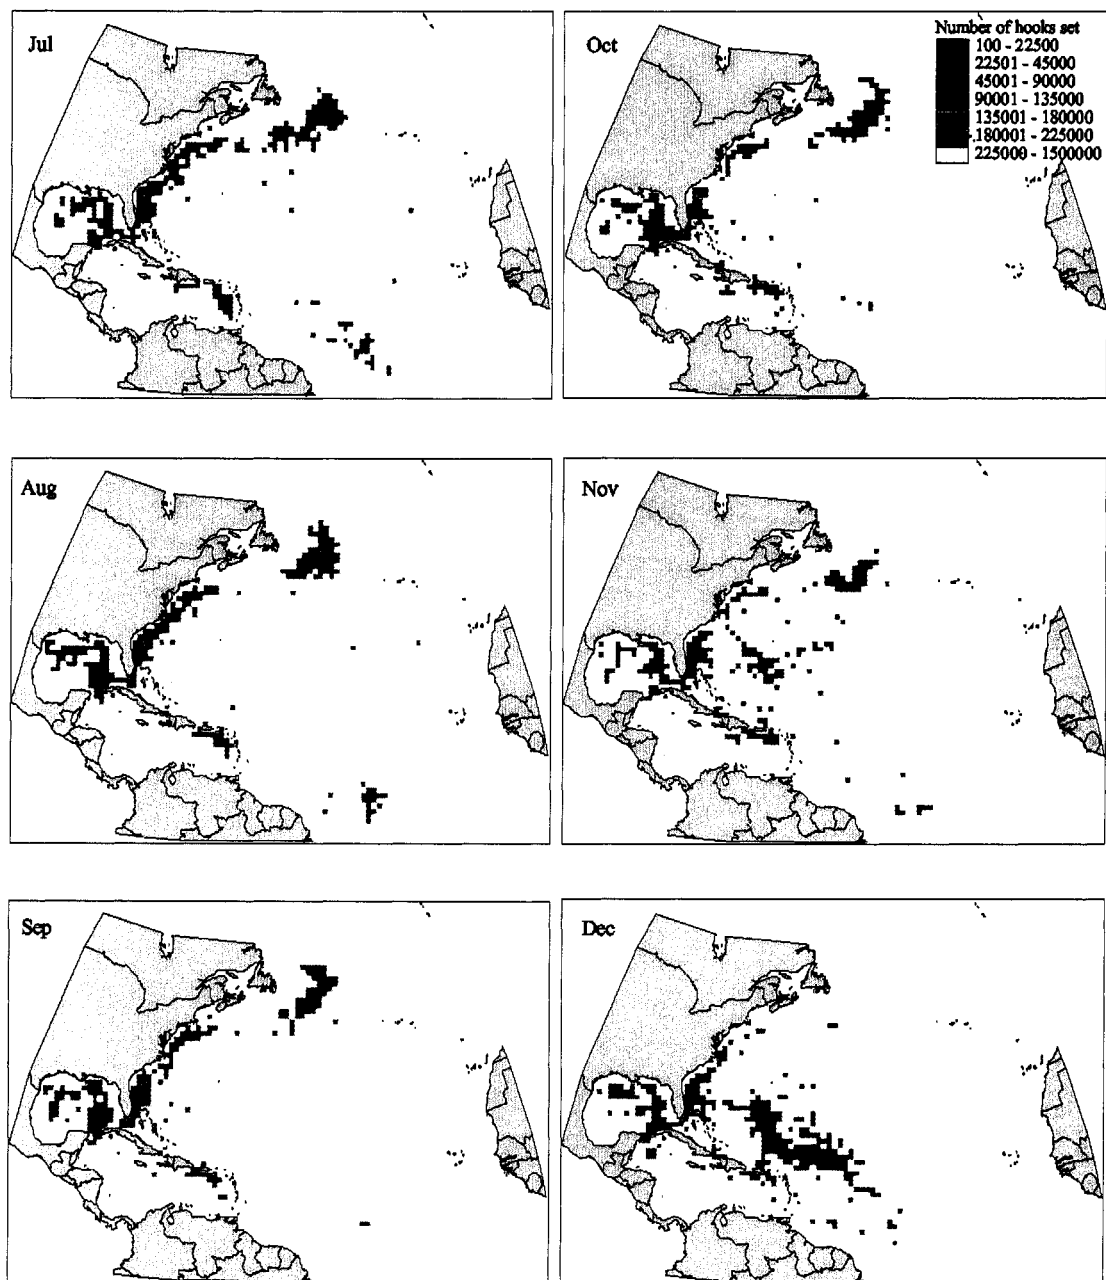 Jul
Oct
Number of hooks set
100 - 22500
22501 - 45000
45001 - 90000
90001 - 135000
135001 - 180000
180001 - 225000
225000 - 1500000
Aug
Nov
Sep
Dec